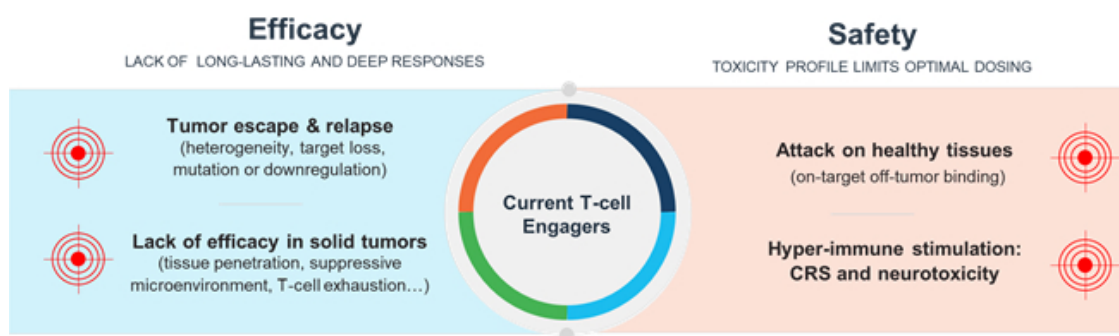 Efficacy
LACK OF LONG-LASTING AND DEEP RESPONSES
Tumor escape & relapse
(heterogeneity, target loss,
mutation or downregulation)
Lack of efficacy in solid tumors
(tissue penetration, suppressive
microenvironment, T-cell exhaustion…)
Current T-cell
Engagers
Safety
TOXICITY PROFILE LIMITS OPTIMAL DOSING
Attack on healthy tissues
(on-target off-tumor binding)
Hyper-immune stimulation:
CRS and neurotoxicity